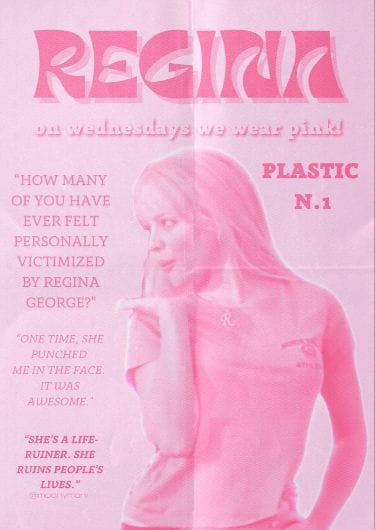 REGINA
on wednesdays we wear pink!
PLASTIC
N.1
"HOW MANY
OF YOU HAVE
EVER FELT
PERSONALLY
VICTIMIZED
BY REGINA
GEORGE?"
"ONE TIME, SHE
PUNCHED
ME IN THE FACE.
IT WAS
AWESOME."
"SHE'S A LIFE-
RUINER. SHE
RUINS PEOPLE'S
LIVES."
R